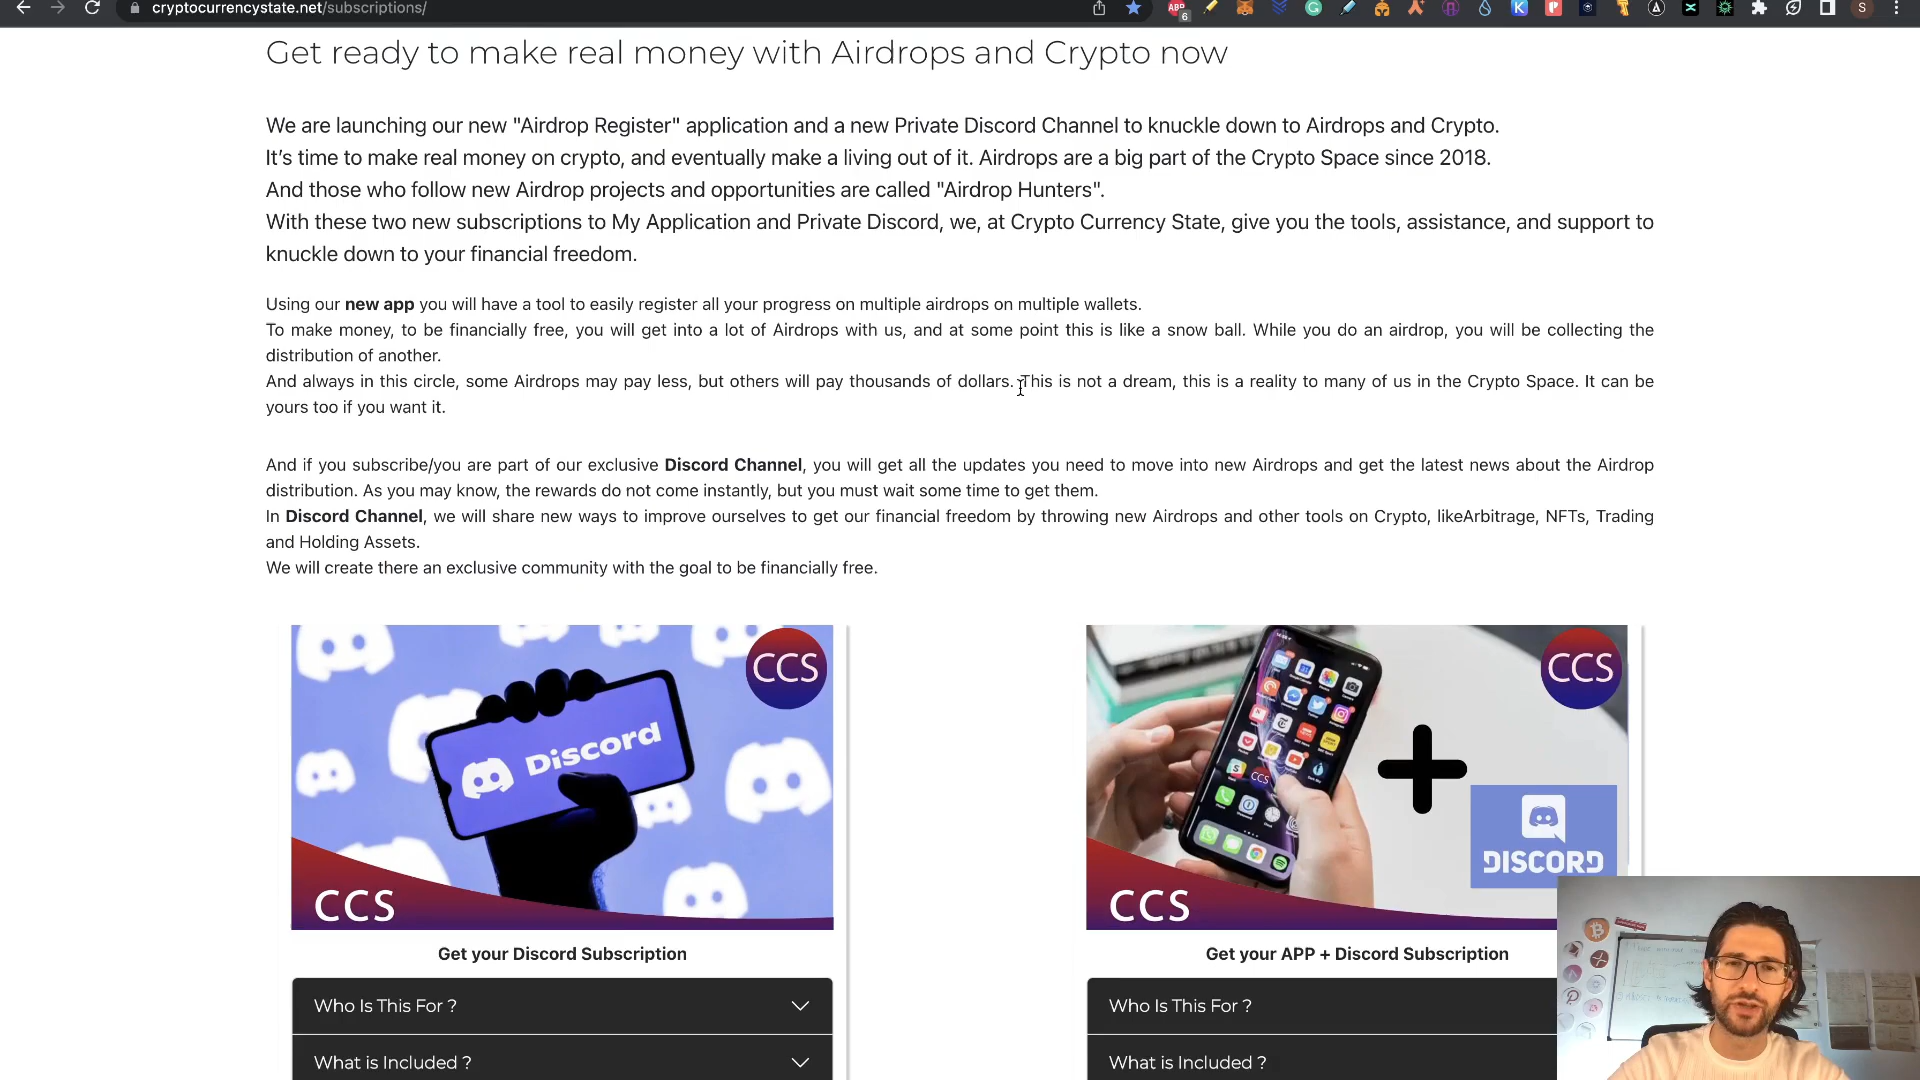 cryptocurrencystate.net/subscriptions/
ABP
6
S
Get ready to make real money with Airdrops and Crypto now
We are launching our new "Airdrop Register" application and a new Private Discord Channel to knuckle down to Airdrops and Crypto.
It’s time to make real money on crypto, and eventually make a living out of it. Airdrops are a big part of the Crypto Space since 2018.
And those who follow new Airdrop projects and opportunities are called "Airdrop Hunters".
With these two new subscriptions to My Application and Private Discord, we, at Crypto Currency State, give you the tools, assistance, and support to
knuckle down to your financial freedom.
Using our new app you will have a tool to easily register all your progress on multiple airdrops on multiple wallets.
To make money, to be financially free, you will get into a lot of Airdrops with us, and at some point this is like a snow ball. While you do an airdrop, you will be collecting the
distribution of another.
And always in this circle, some Airdrops may pay less, but others will pay thousands of dollars. This is not a dream, this is a reality to many of us in the Crypto Space. It can be
yours too if you want it.
And if you subscribe/you are part of our exclusive Discord Channel, you will get all the updates you need to move into new Airdrops and get the latest news about the Airdrop
distribution. As you may know, the rewards do not come instantly, but you must wait some time to get them.
In Discord Channel, we will share new ways to improve ourselves to get our financial freedom by throwing new Airdrops and other tools on Crypto, likeArbitrage, NFTs, Trading
and Holding Assets.
We will create there an exclusive community with the goal to be financially free.
CCS
Discord
CCS
Get your Discord Subscription
Who Is This For ?
What is Included ?
CCS
CCS
DISCORD
CCS
Get your APP + Discord Subscription
Who Is This For ?
What is Included ?